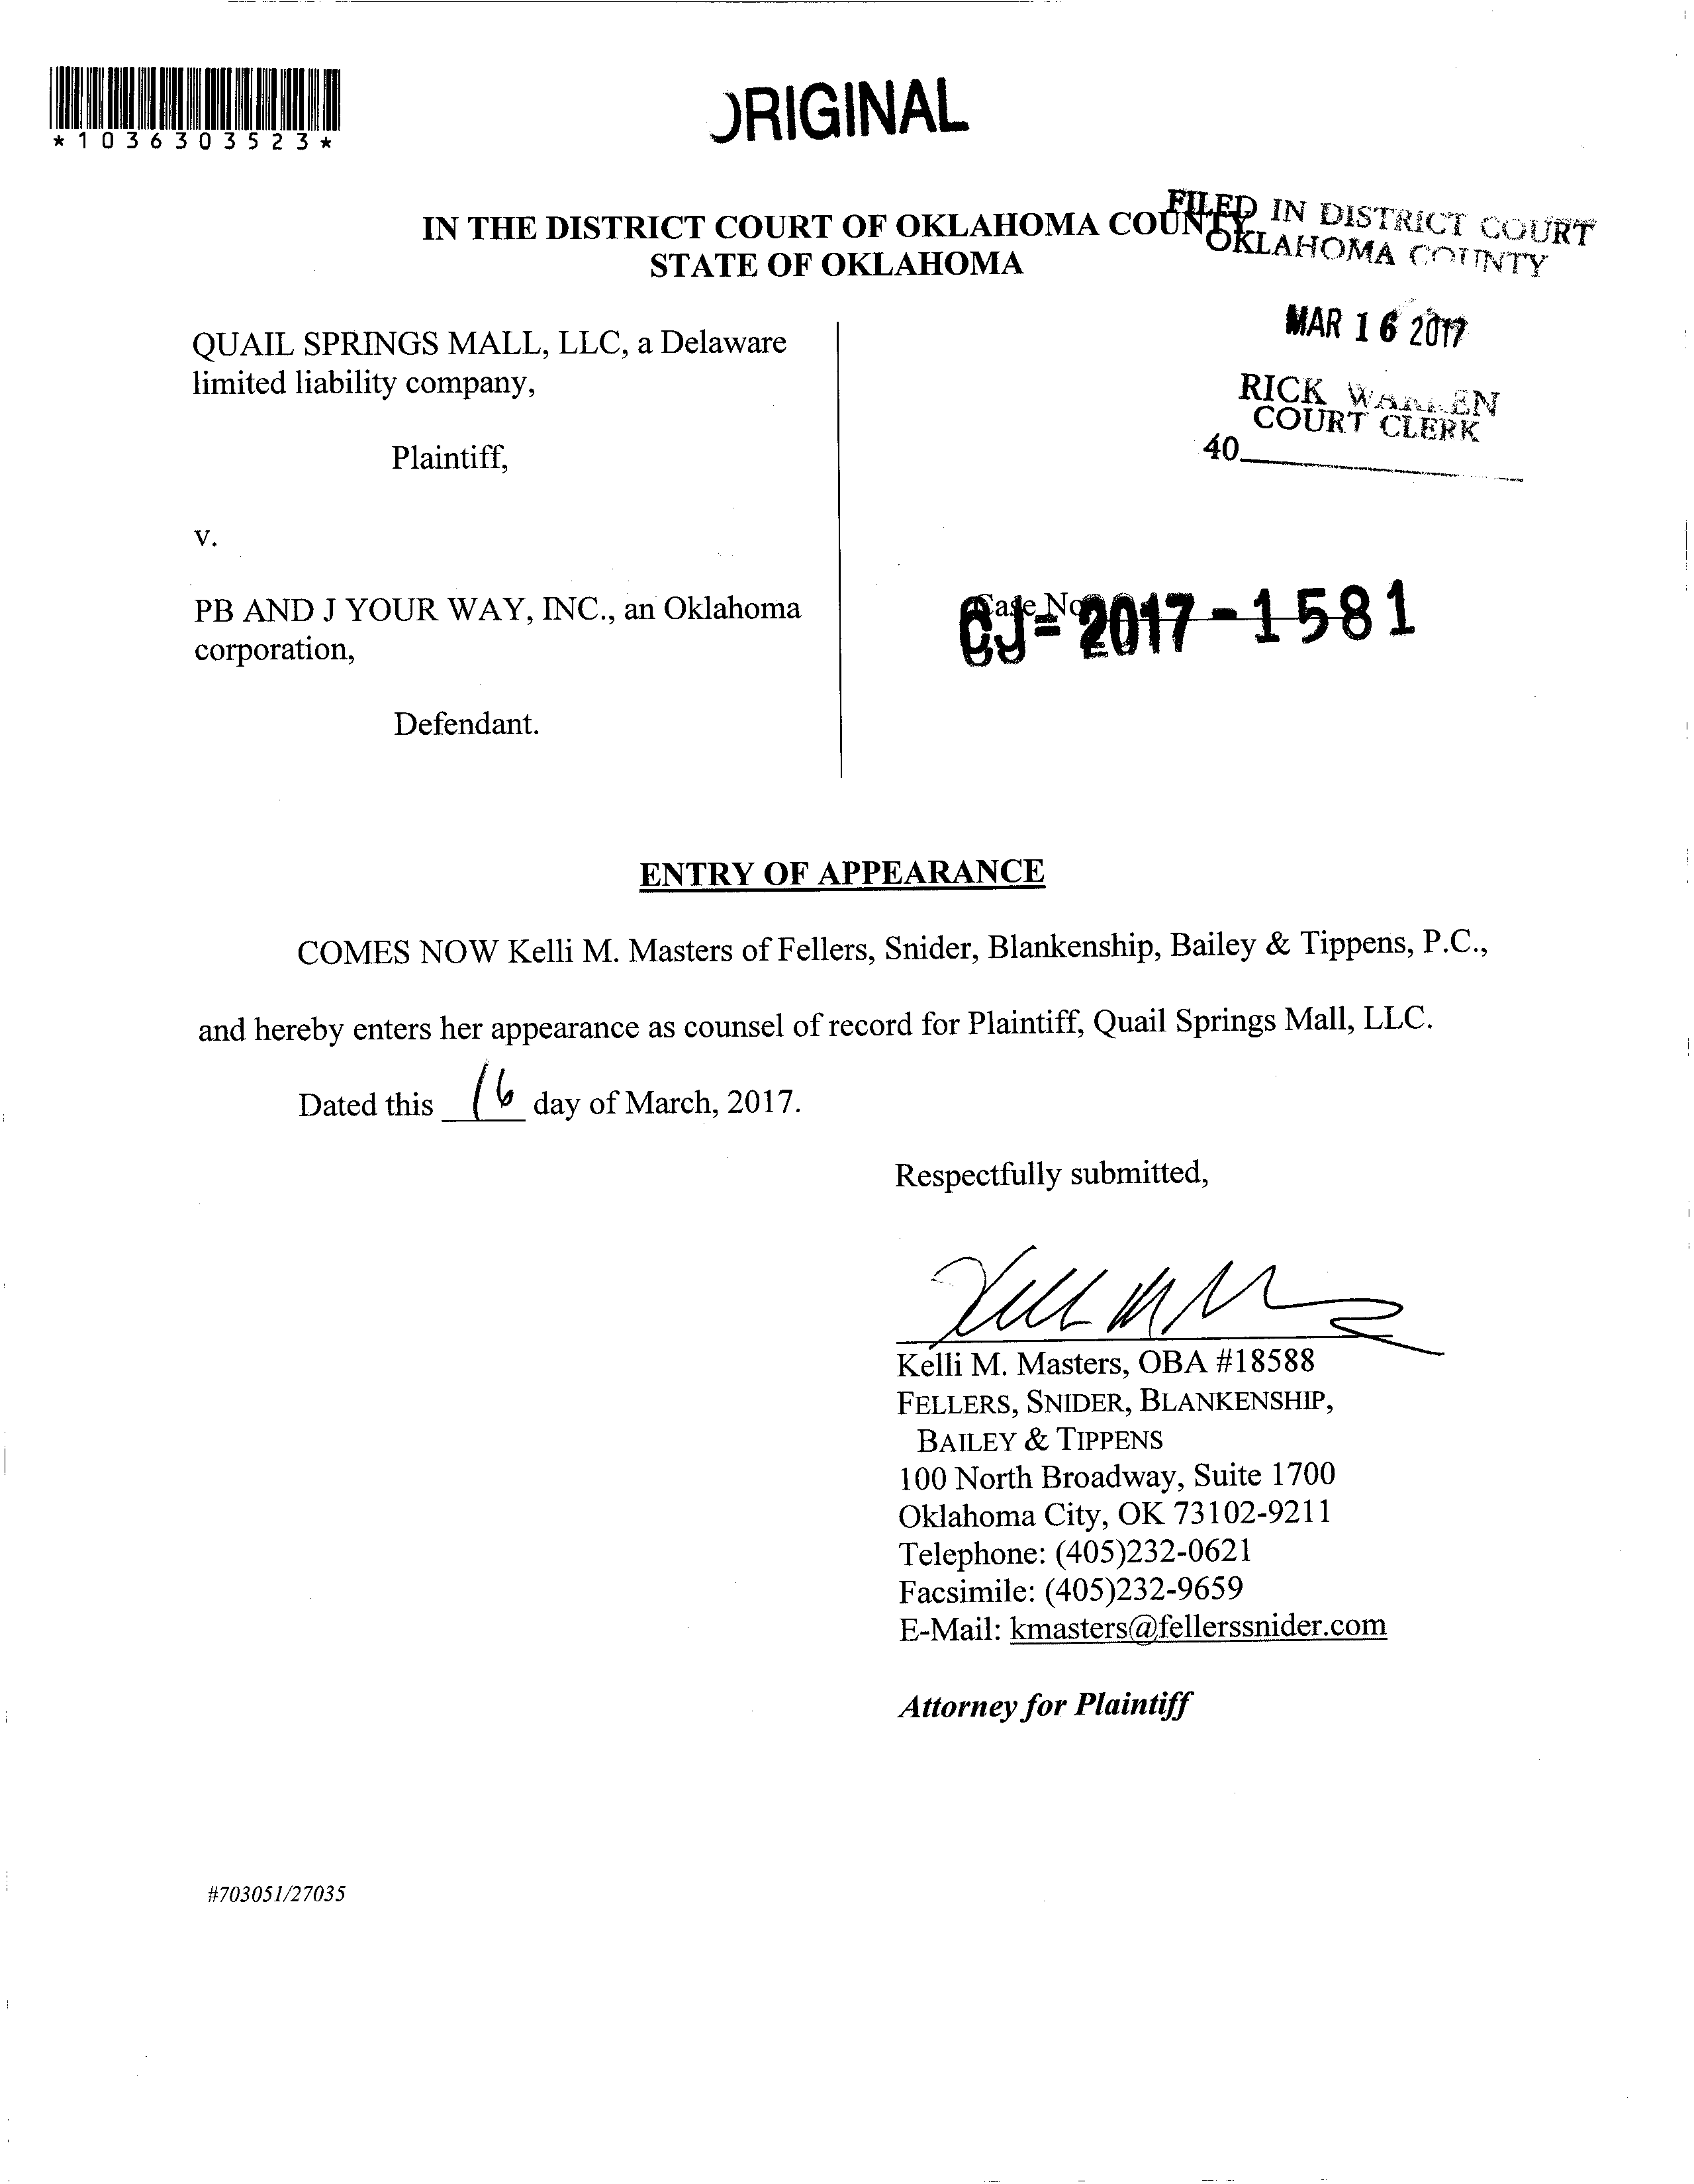 *1036303523*
ORIGINAL
IN THE DISTRICT COURT OF OKLAHOMA COUNTY
STATE OF OKLAHOMA
FILED IN DISTRICT COURT
OKLAHOMA COUNTY
MAR 16 2017
RICK WARREN
COURT CLERK
40
QUAIL SPRINGS MALL, LLC, a Delaware
limited liability company,
Plaintiff,
v.
PB AND J YOUR WAY, INC., an Oklahoma
corporation,
Defendant.
Case No.
CJ-2017-1581
ENTRY OF APPEARANCE
COMES NOW Kelli M. Masters of Fellers, Snider, Blankenship, Bailey & Tippens, P.C.,
and hereby enters her appearance as counsel of record for Plaintiff, Quail Springs Mall, LLC.
Dated this 16 day of March, 2017.
Respectfully submitted,
Kelli M. Masters, OBA #18588
FELLERS, SNIDER, BLANKENSHIP,
BAILEY & TIPPENS
100 North Broadway, Suite 1700
Oklahoma City, OK 73102-9211
Telephone: (405)232-0621
Facsimile: (405)232-9659
E-Mail: kmasters@fellerssnider.com
Attorney for Plaintiff
#703051/27035